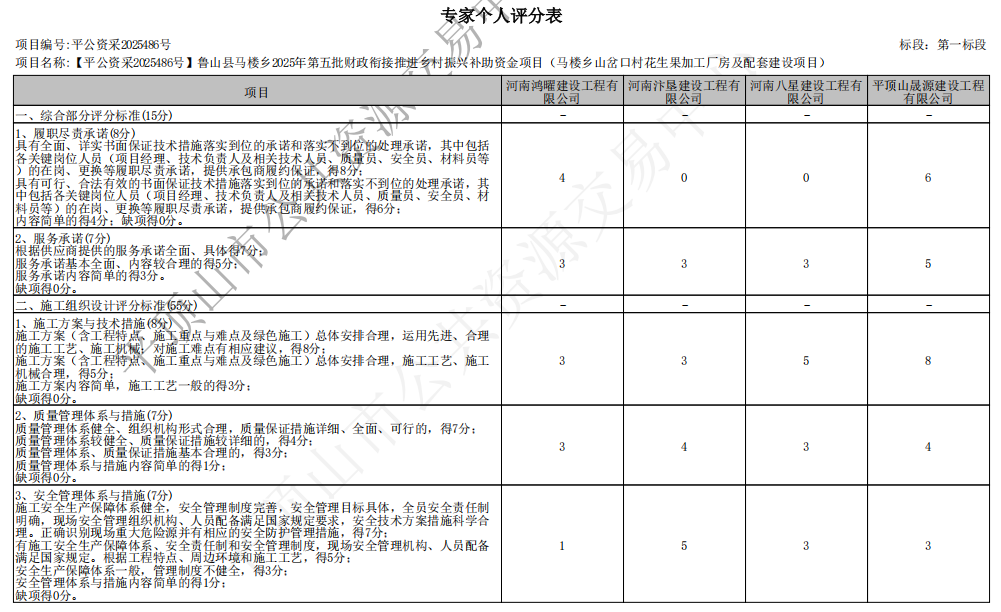 专家个人评分表
项目编号:平公资采2025486号
标段: 第一标段
项目名称:【平公资采2025486号】鲁山县马楼乡2025年第五批财政衔接推进乡村振兴补助资金项目（马楼乡山岔口村花生果加工厂房及配套建设项目）
项目
河南鸿曜建设工程有
限公司
河南汴垦建设工程有
限公司
河南八星建设工程有
限公司
平顶山晟源建设工程
有限公司
一、综合部分评分标准(15分)
- - - -
1、履职尽责承诺(8分)
具有全面、详实书面保证技术措施落实到位的承诺和落实不到位的处理承诺，其中包括
各关键岗位人员（项目经理、技术负责人及相关技术人员、质量员、安全员、材料员等
）的在岗、更换等履职尽责承诺，提供承包商履约保证，得8分；
具有可行、合法有效的书面保证技术措施落实到位的承诺和落实不到位的处理承诺，其
中包括各关键岗位人员（项目经理、技术负责人及相关技术人员、质量员、安全员、材
料员等）的在岗、更换等履职尽责承诺，提供承包商履约保证，得6分；
内容简单的得4分；缺项得0分。
4 0 0 6
2、服务承诺(7分)
根据供应商提供的服务承诺全面、具体得7分；
服务承诺基本全面、内容较合理的得5分；
服务承诺内容简单的得3分。
缺项得0分。
3 3 3 5
二、施工组织设计评分标准(55分)
- - - -
1、施工方案与技术措施(8分)
施工方案（含工程特点、施工重点与难点及绿色施工）总体安排合理，运用先进、合理
的施工工艺、施工机械；对施工难点有相应建议，得8分；
施工方案（含工程特点、施工重点与难点及绿色施工）总体安排合理，施工工艺、施工
机械合理，得5分；
施工方案内容简单，施工工艺一般的得3分；
缺项得0分。
3 3 5 8
2、质量管理体系与措施(7分)
质量管理体系健全、组织机构形式合理，质量保证措施详细、全面、可行的，得7分；
质量管理体系较健全、质量保证措施较详细的，得4分；
质量管理体系、质量保证措施基本合理的，得3分；
质量管理体系与措施内容简单的得1分；
缺项得0分。
3 4 3 4
3、安全管理体系与措施(7分)
施工安全生产保障体系健全，安全管理制度完善，安全管理目标具体，全员安全责任制
明确，现场安全管理组织机构、人员配备满足国家规定要求，安全技术方案措施科学合
理。正确识别现场重大危险源并有相应的安全防护管理措施，得7分；
有施工安全生产保障体系、安全责任制和安全管理制度，现场安全管理机构、人员配备
满足国家规定。根据工程特点、周边环境和施工工艺，得5分；
安全生产保障体系一般，管理制度不健全，得3分；
安全管理体系与措施内容简单的得1分；
缺项得0分。
1 5 3 3
平顶山市公共资源交易中
顶山市公共资源交易中